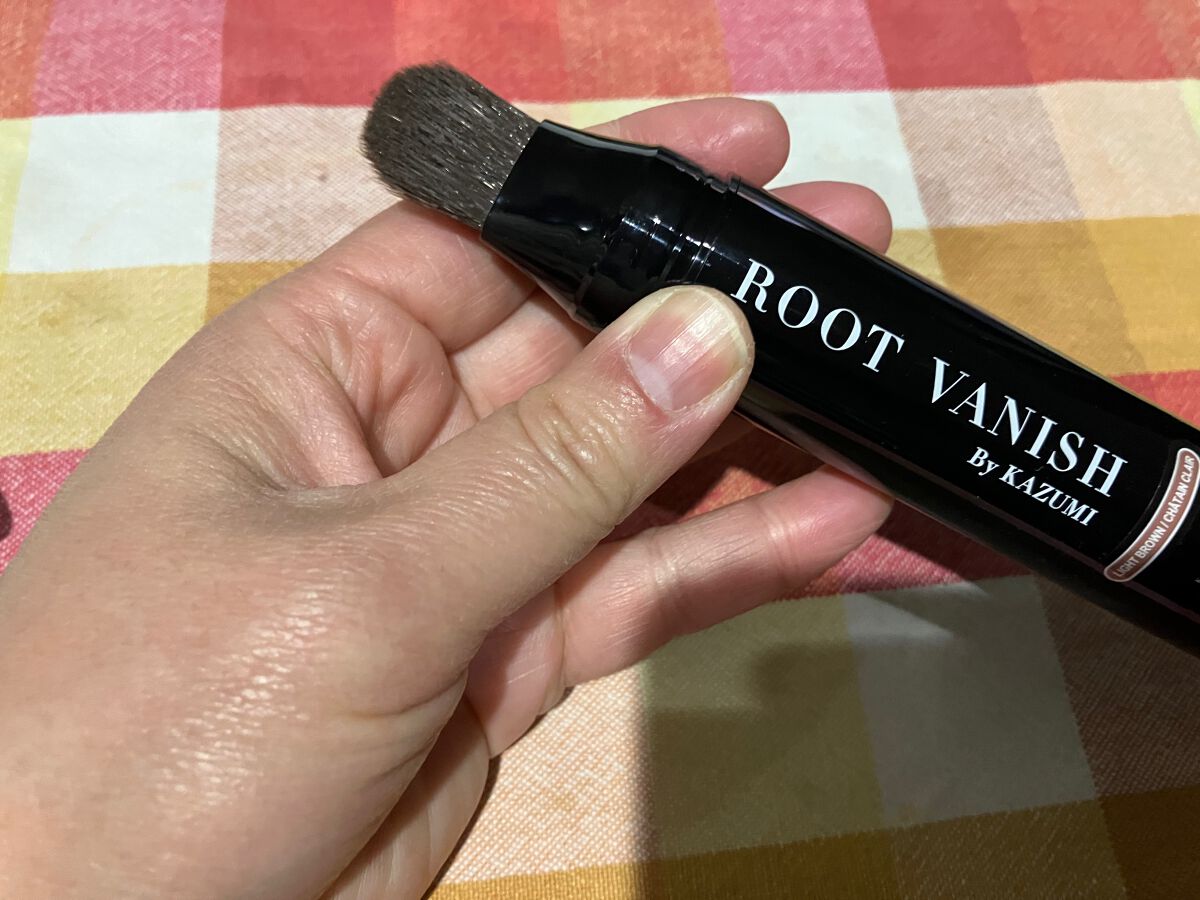 ROOT VANISH
By KAZUMI
LIGHT BROWN / CHÂTAIN CLAIR